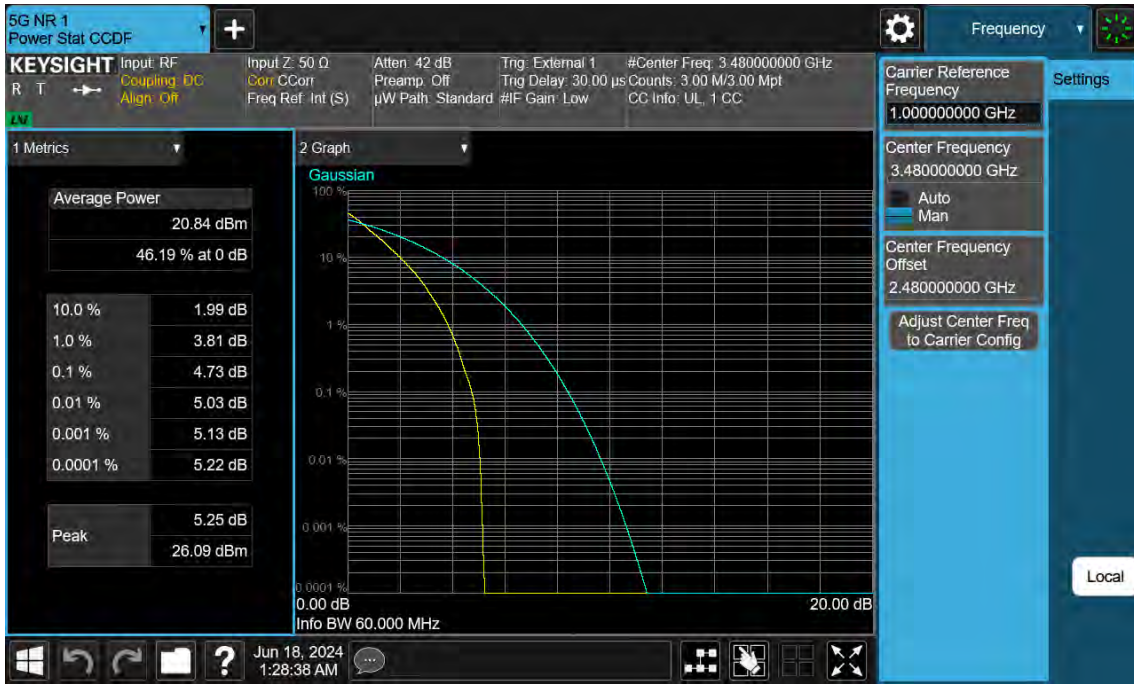 5G NR 1
Power Stat CCDF
Frequency
KEYSIGHT
R T
LNI
Input: RF
Coupling: DC
Align: Off
Input Z: 50 Ω
Corr CCorr
Freq Ref: Int (S)
Atten: 42 dB
Preamp: Off
µW Path: Standard
Trig: External 1
Trig Delay: 30.00 µs
#IF Gain: Low
#Center Freq: 3.480000000 GHz
Counts: 3.00 M/3.00 Mpt
CC Info: UL, 1 CC
1 Metrics
Average Power
20.84 dBm
46.19 % at 0 dB
10.0 % 1.99 dB
1.0 % 3.81 dB
0.1 % 4.73 dB
0.01 % 5.03 dB
0.001 % 5.13 dB
0.0001 % 5.22 dB
Peak
5.25 dB
26.09 dBm
2 Graph
Gaussian
100 %
10 %
1 %
0.1 %
0.01 %
0.001 %
0.0001 %
0.00 dB
20.00 dB
Info BW 60.000 MHz
Carrier Reference
Frequency
1.000000000 GHz
Center Frequency
3.480000000 GHz
Auto
Man
Center Frequency
Offset
2.480000000 GHz
Adjust Center Freq
to Carrier Config
Settings
Local
Jun 18, 2024
1:28:38 AM